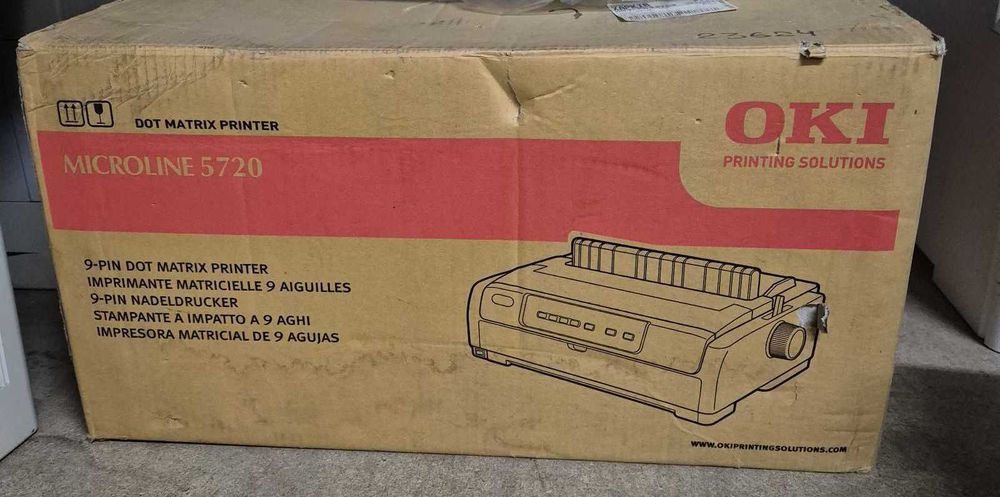 23624
DOT MATRIX PRINTER
OKI
PRINTING SOLUTIONS
MICROLINE 5720
9-PIN DOT MATRIX PRINTER
IMPRIMANTE MATRICIELLE 9 AIGUILLES
9-PIN NADELDRUCKER
STAMPANTE A IMPATTO A 9 AGHI
IMPRESORA MATRICIAL DE 9 AGUJAS
WWW.OKIPRINTINGSOLUTIONS.COM